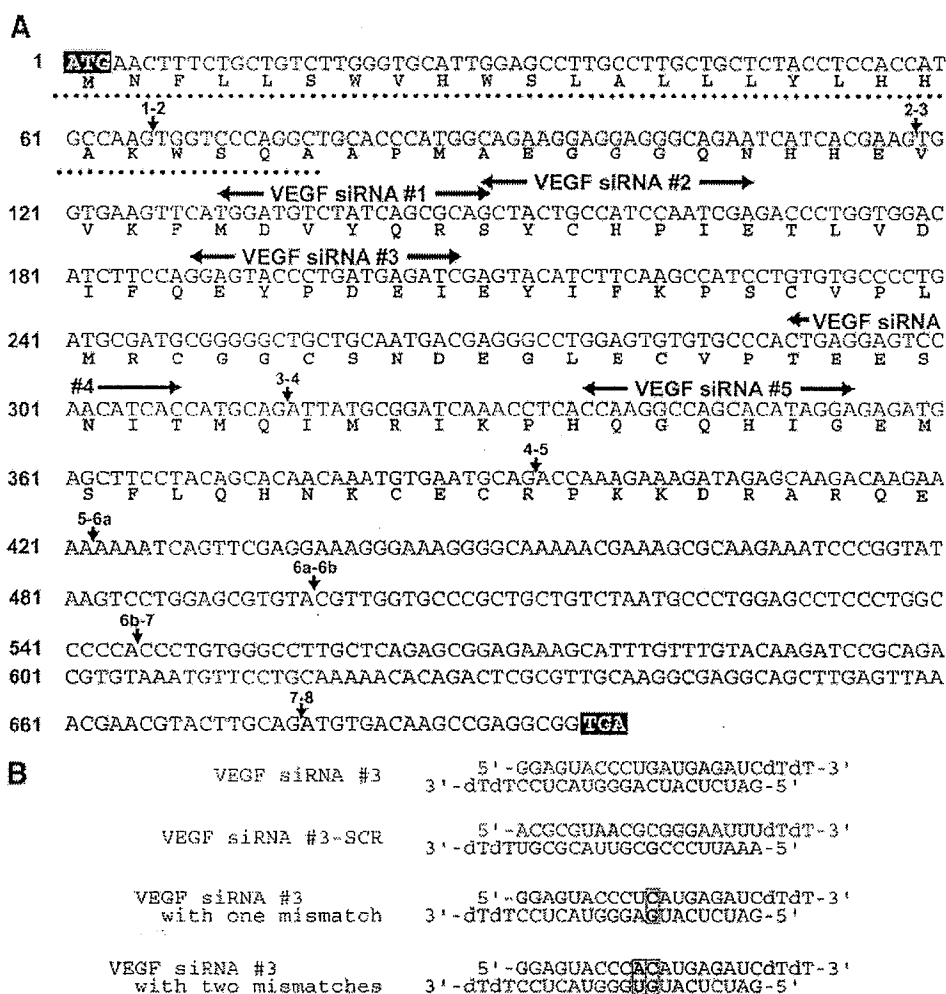 A
1 ATGAACTTTCTGCTGTCTTGGGTGCATTGGAGCCTTGCCTTGCTGCTCTACCTCCACCAT
M N F L L S W V H W S L A L L L Y L H H
1-2 2-3
61 GCCAAGTGGTCCCAGGCTGCACCCATGGCAGAAGGAGGAGGGCAGAATCATCACGAAGTG
A K W S Q A A P M A E G G G Q N H H E V
VEGF siRNA #1 VEGF siRNA #2
121 GTGAAGTTCATGGATGTCTATCAGCGCAGCTACTGCCATCCAATCGAGACCCTGGTGGAC
V K F M D V Y Q R S Y C H P I E T L V D
VEGF siRNA #3
181 ATCTTCCAGGAGTACCCTGATGAGATCGAGTACATCTTCAAGCCATCCTGTGTGCCCCTG
I F Q E Y P D E I E Y I F K P S C V P L
VEGF siRNA
241 ATGCGATGCGGGGGCTGCTGCAATGACGAGGGCCTGGAGTGTGTGCCCACTGAGGAGTCC
M R C G G C C S N D E G L E C V P T E E S
#4 3-4 VEGF siRNA #5
301 AACATCACCATGCAGATTATGCGGATCAAACCTCACCAAGGCCAGCACATAGGAGAGATG
N I T M Q I M R I K P H Q G Q H I G E M
4-5
361 AGCTTCCTACAGCACAACAAATGTGAATGCAGACCAAAGAAAGATAGAGCAAGACAAGAA
S F L Q H N K C E C R P K K D R A R Q E
5-6a
421 AAAAAATCAGTTCGAGGAAAGGGAAAGGGGCAAAAACGAAAGCGCAAGAAATCCCGGTAT
6a-6b
481 AAGTCCTGGAGCGTGTACGTTGGTGCCCGCTGCTGTCTAATGCCCTGGAGCCTCCCTGGC
6b-7
541 CCCCACCCTGTGGGCCTTGCTCAGAGCGGAGAAAGCATTTGTTTGTACAAGATCCGCAGA
601 CGTGTAAATGTTCCTGCAAAAACACAGACTCGCGTTGCAAGGCGAGGCAGCTTGAGTTAA
7-8
661 ACGAACGTACTTGCAGATGTGACAAGCCGAGGCGG TGA
B
VEGF siRNA #3 5'-GGAGUACCCUGAUGAGAUCdTdT-3'
3'-dTdTCCUCAUGGGACUACUCUAG-5'
VEGF siRNA #3-SCR 5'-ACGCGUAACGCGGGAAUUUdTdT-3'
3'-dTdTUGCGCAUUGCGCCCUUAAA-5'
VEGF siRNA #3 5'-GGAGUACCCUCAUGAGAUCdTdT-3'
with one mismatch 3'-dTdTCCUCAUGGGAGUACUCUAG-5'
VEGF siRNA #3 5'-GGAGUACCCACAUGAGAUCdTdT-3'
with two mismatches 3'-dTdTCCUCAUGGGUGUACUCUAG-5'